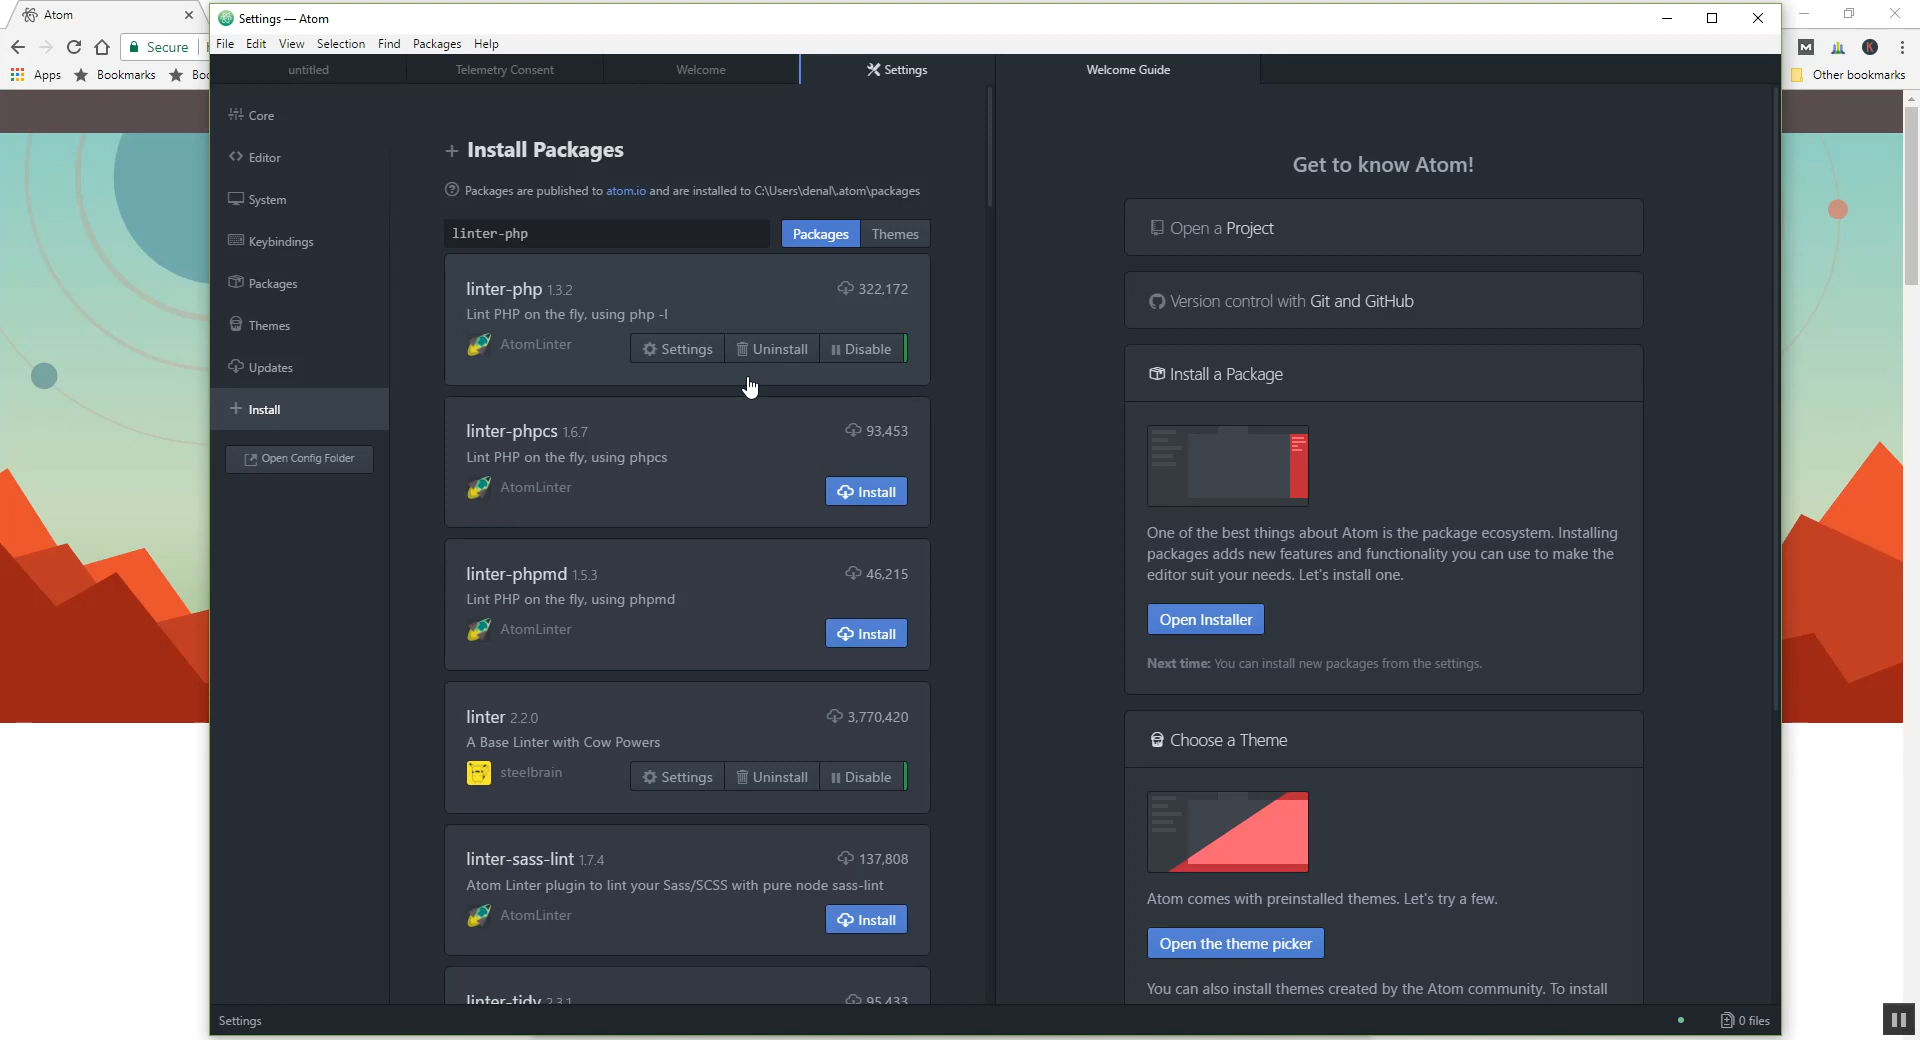 Atom
Settings — Atom
Secure
File Edit View Selection Find Packages Help
Apps Bookmarks
Other bookmarks
untitled Telemetry Consent Welcome Settings Welcome Guide
Core
Editor
System
Keybindings
Packages
Themes
Updates
Install
Open Config Folder
Install Packages
Packages are published to atom.io and are installed to C:\Users\denal\.atom\packages
linter-php
Packages Themes
linter-php 1.3.2 322,172
Lint PHP on the fly, using php -l
AtomLinter Settings Uninstall Disable
linter-phpcs 1.6.7 93,453
Lint PHP on the fly, using phpcs
AtomLinter Install
linter-phpmd 1.5.3 46,215
Lint PHP on the fly, using phpmd
AtomLinter Install
linter 2.2.0 3,770,420
A Base Linter with Cow Powers
steelbrain Settings Uninstall Disable
linter-sass-lint 1.7.4 137,808
Atom Linter plugin to lint your Sass/SCSS with pure node sass-lint
AtomLinter Install
linter-tidy 2.3.1 95,433
Get to know Atom!
Open a Project
Version control with Git and GitHub
Install a Package
One of the best things about Atom is the package ecosystem. Installing
packages adds new features and functionality you can use to make the
editor suit your needs. Let's install one.
Open Installer
Next time: You can install new packages from the settings.
Choose a Theme
Atom comes with preinstalled themes. Let's try a few.
Open the theme picker
You can also install themes created by the Atom community. To install
Settings
0 files